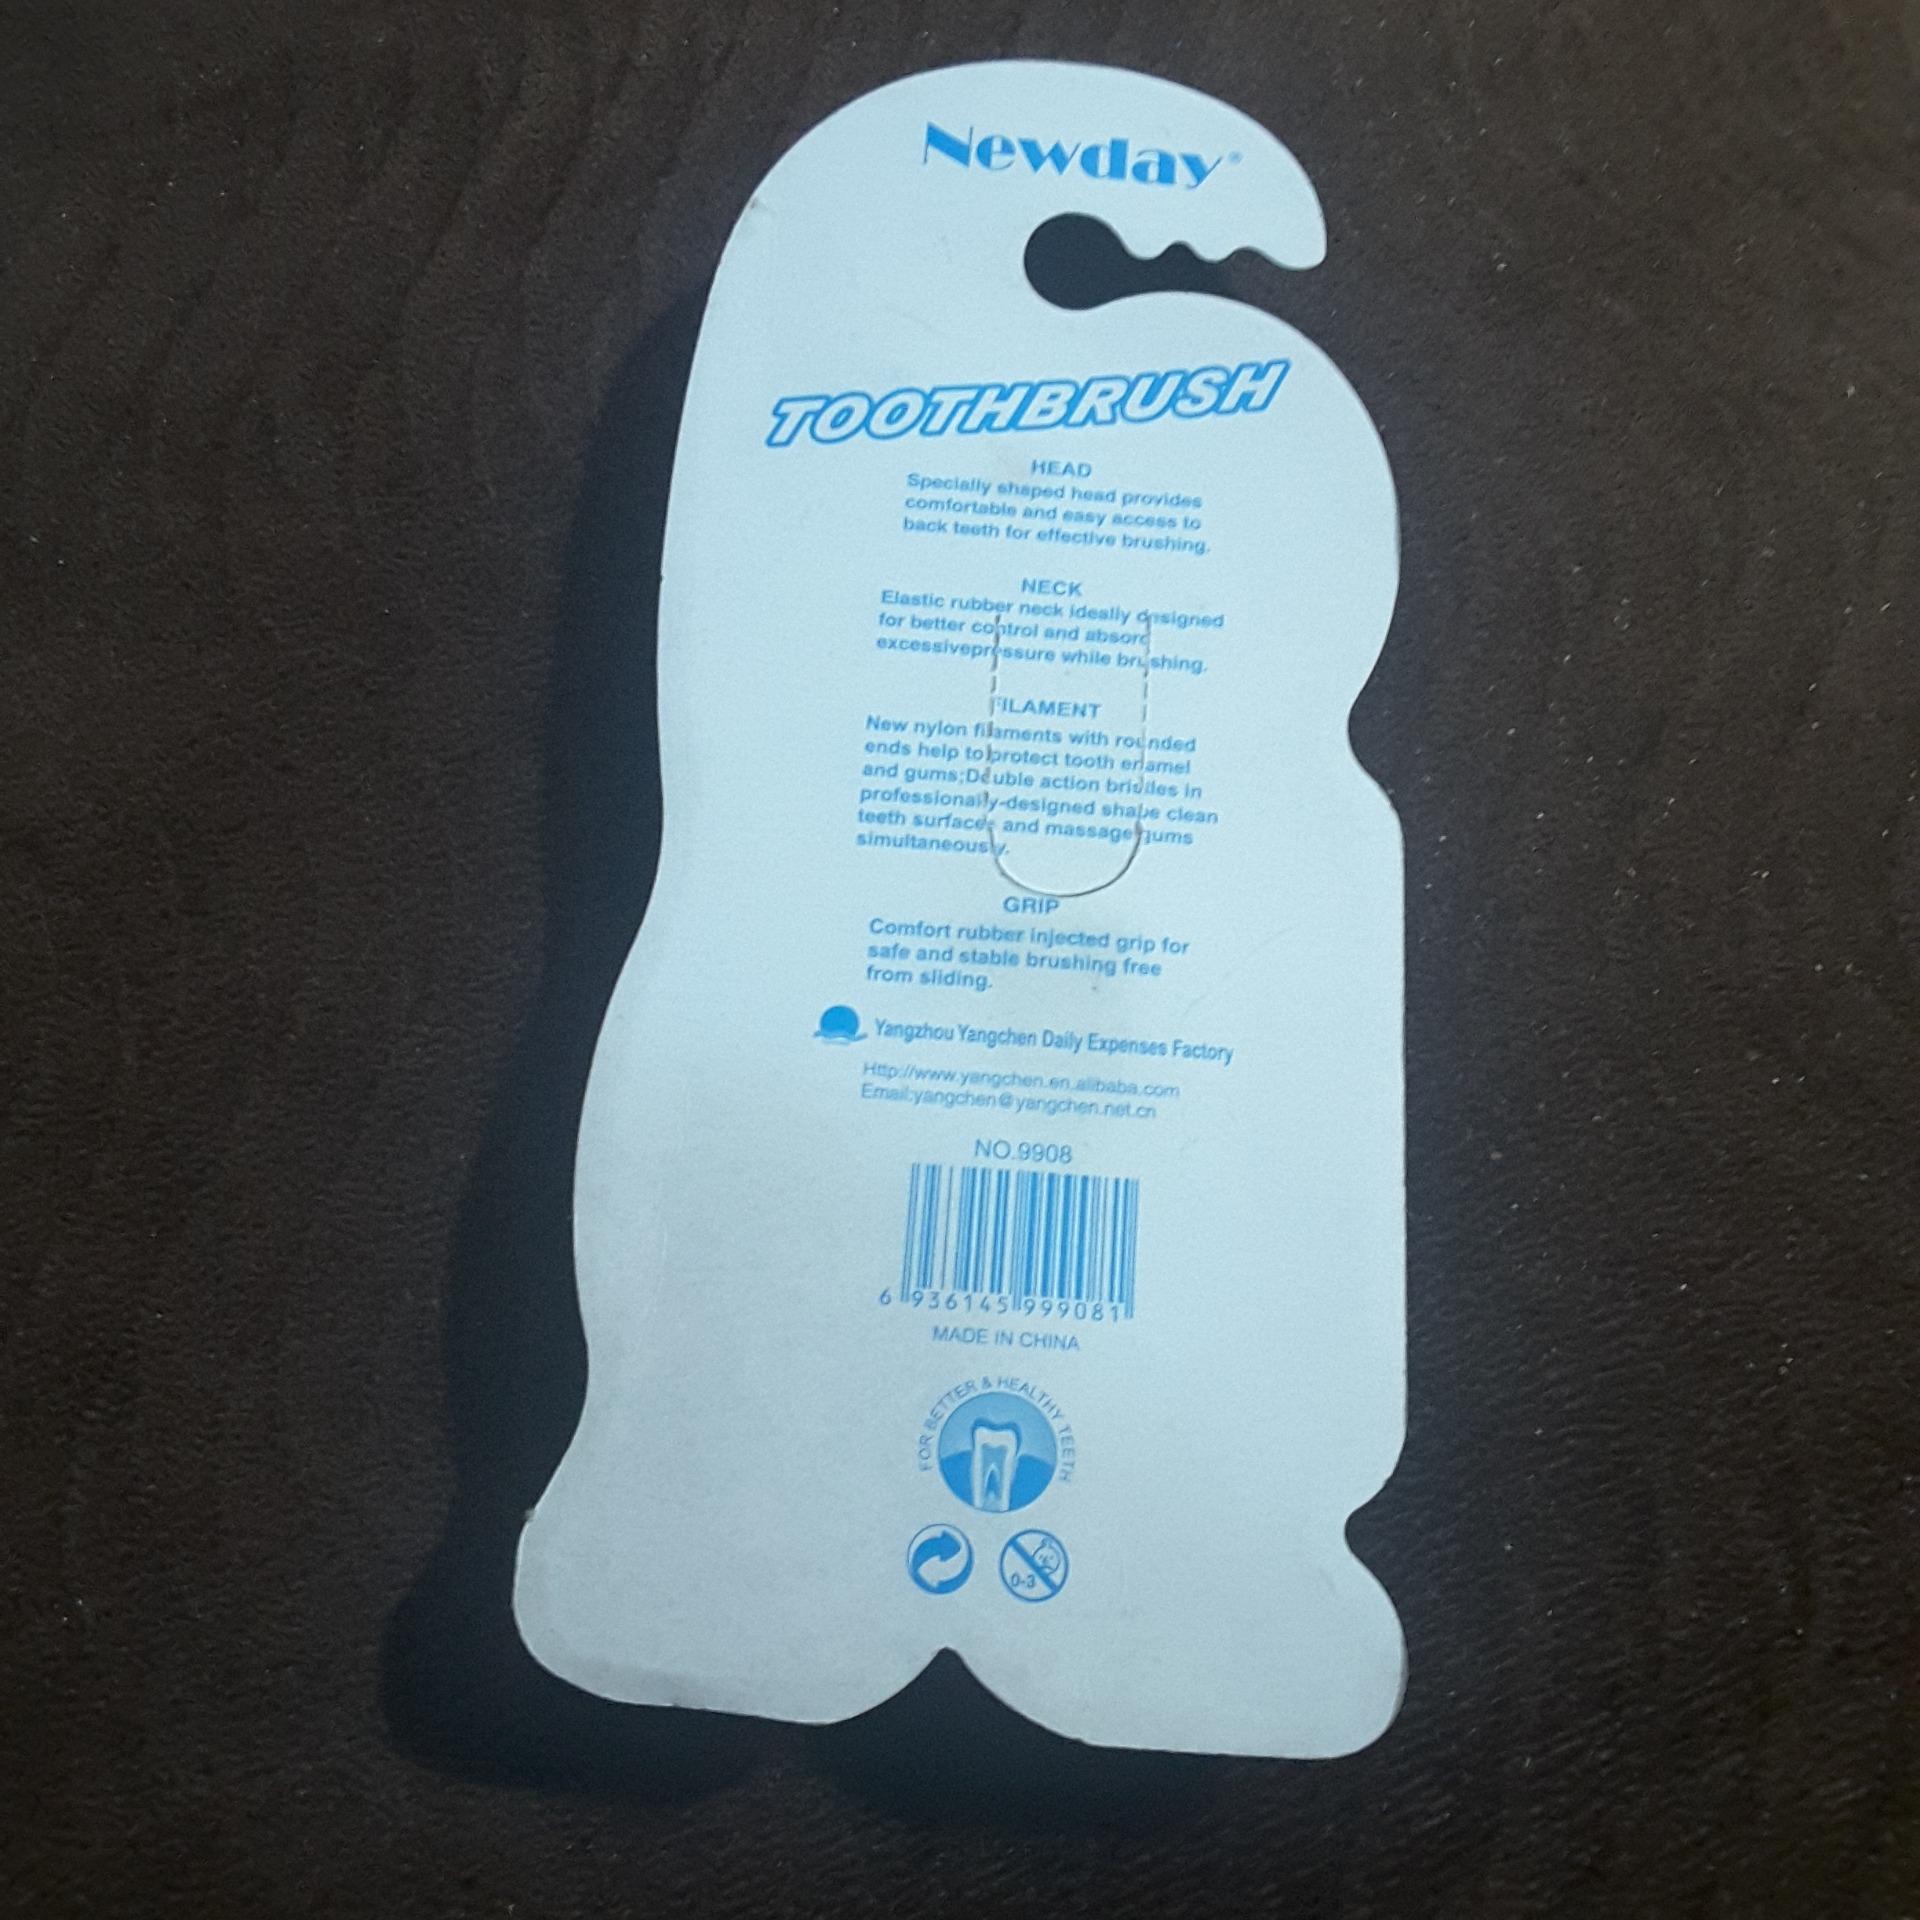 Newday®
TOOTHBRUSH
HEAD
Specially shaped head provides
comfortable and easy access to
back teeth for effective brushing.
NECK
Elastic rubber neck ideally designed
for better control and absorb
excessivepressure while brushing.
FILAMENT
New nylon filaments with rounded
ends help to protect tooth enamel
and gums;Double action bristles in
professionally-designed shape clean
teeth surfaces and massage gums
simultaneously.
GRIP
Comfort rubber injected grip for
safe and stable brushing free
from sliding.
Yangzhou Yangchen Daily Expenses Factory
Http://www.yangchen.en.alibaba.com
Email:yangchen@yangchen.net.cn
NO.9908
6 936145 999081
MADE IN CHINA
FOR BETTER & HEALTHY TEETH
0-3